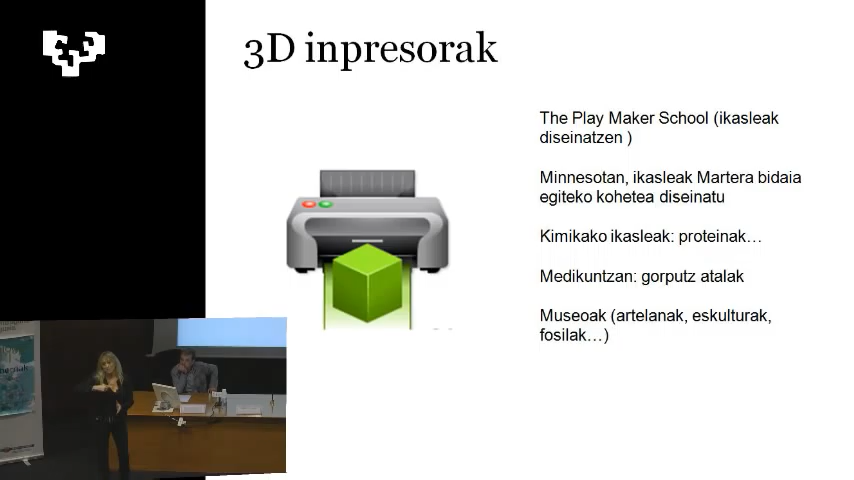 3D inpresorak
The Play Maker School (ikasleak
diseinatzen )
Minnesotan, ikasleak Martera bidaia
egiteko kohetea diseinatu
Kimikako ikasleak: proteinak…
Medikuntzan: gorputz atalak
Museoak (artelanak, eskulturak,
fosilak…)